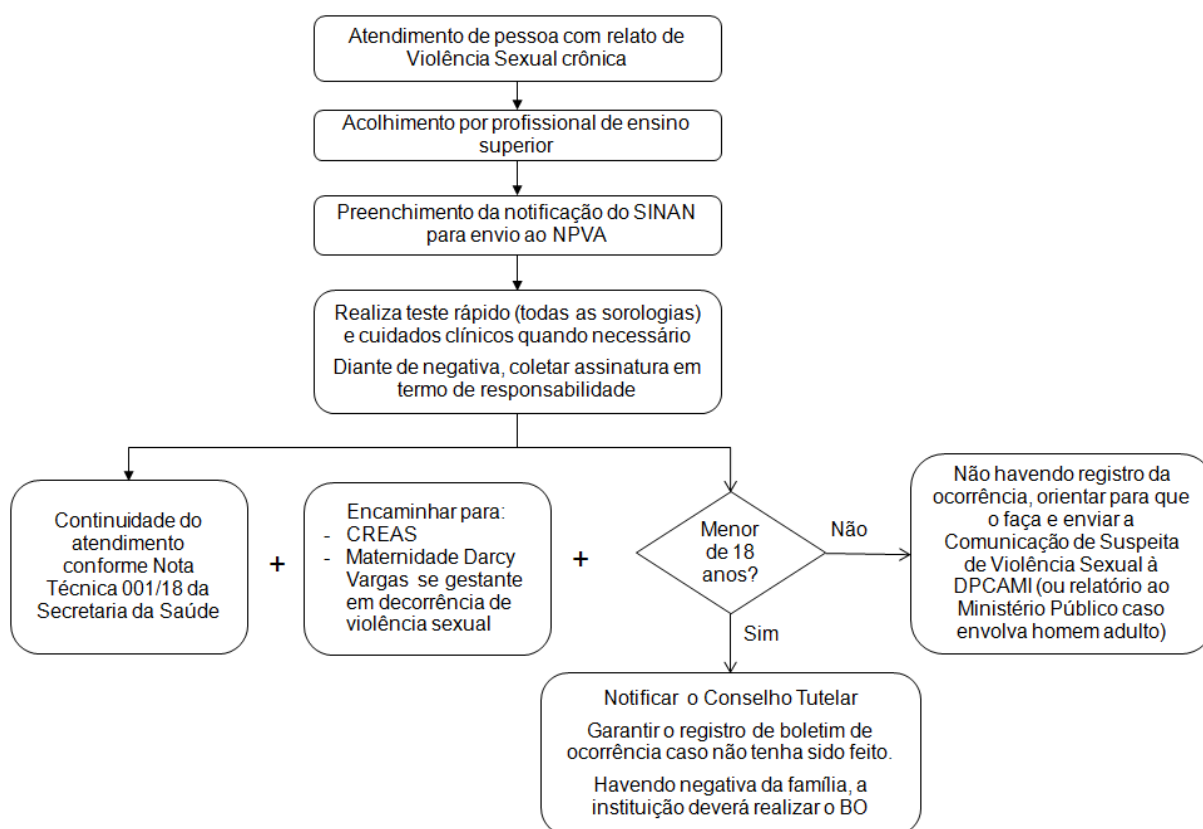 Atendimento de pessoa com relato de
Violência Sexual crônica
Acolhimento por profissional de ensino
superior
Preenchimento da notificação do SINAN
para envio ao NPVA
Realiza teste rápido (todas as sorologias)
e cuidados clínicos quando necessário
Diante de negativa, coletar assinatura em
termo de responsabilidade
Continuidade do
atendimento
conforme Nota
Técnica 001/18 da
Secretaria da Saúde
+
Encaminhar para:
- CREAS
- Maternidade Darcy
Vargas se gestante
em decorrência de
violência sexual
+
Menor
de 18
anos?
Não
Não havendo registro da
ocorrência, orientar para que
o faça e enviar a
Comunicação de Suspeita
de Violência Sexual à
DPCAMI (ou relatório ao
Ministério Público caso
envolva homem adulto)
Sim
Notificar o Conselho Tutelar
Garantir o registro de boletim de
ocorrência caso não tenha sido feito.
Havendo negativa da família, a
instituição deverá realizar o BO